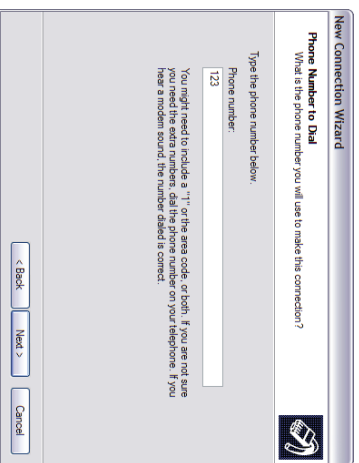 New Connection Wizard
Phone Number to Dial
What is the phone number you will use to make this connection?
Type the phone number below.
Phone number:
123
You might need to include a "1" or the area code, or both. If you are not sure
you need the extra numbers, dial the phone number on your telephone. If you
hear a modem sound, the number dialed is correct.
< Back
Next >
Cancel